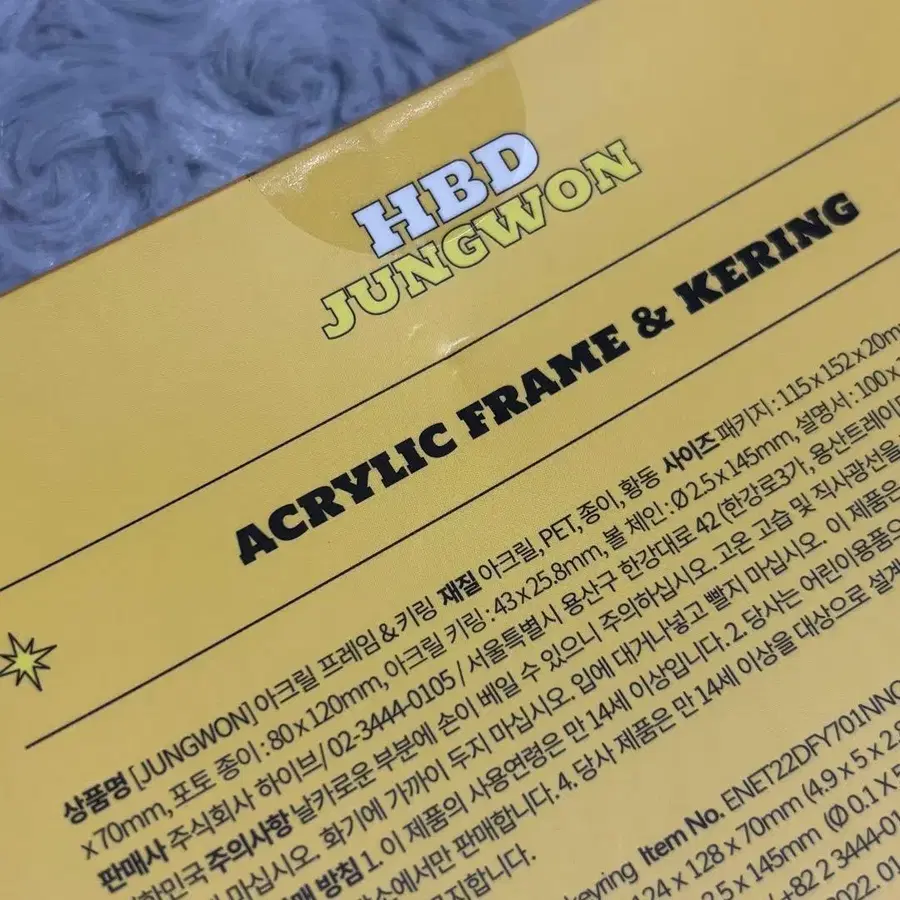 HBD
JUNGWON
ACRYLIC FRAME & KERING
상품명 [JUNGWON] 아크릴 프레임 & 키링 재질 아크릴, PET, 종이, 황동 사이즈 패키지 : 115 x 152 x 20m
x 70mm, 포토 종이 : 80 x 120mm, 아크릴 키링 : 43 x 25.8mm, 볼 체인 : Ø 2.5 x 145mm, 설명서 : 100 x
판매사 주식회사 하이브 / 02-3444-0105 / 서울특별시 용산구 한강대로 42 (한강로3가, 용산트레이드
대한민국 주의사항 날카로운 부분에 손이 베일 수 있으니 주의하십시오. 고온 고습 및 직사광선을
마십시오. 화기에 가까이 두지 마십시오. 입에 대거나 넣고 빨지 마십시오. 이 제품은
방침 1. 이 제품의 사용연령은 만 14세 이상입니다. 2. 당사는 어린이용품으
소에서만 판매합니다. 4. 당사 제품은 만 14세 이상을 대상으로 설계
지합니다.
keyring Item No. ENET22DFY701NNO
124 x 128 x 70mm (4.9 x 5 x 2.8
2.5 x 145mm (Ø 0.1 x 5
+82 2 3444-01
2022. 01